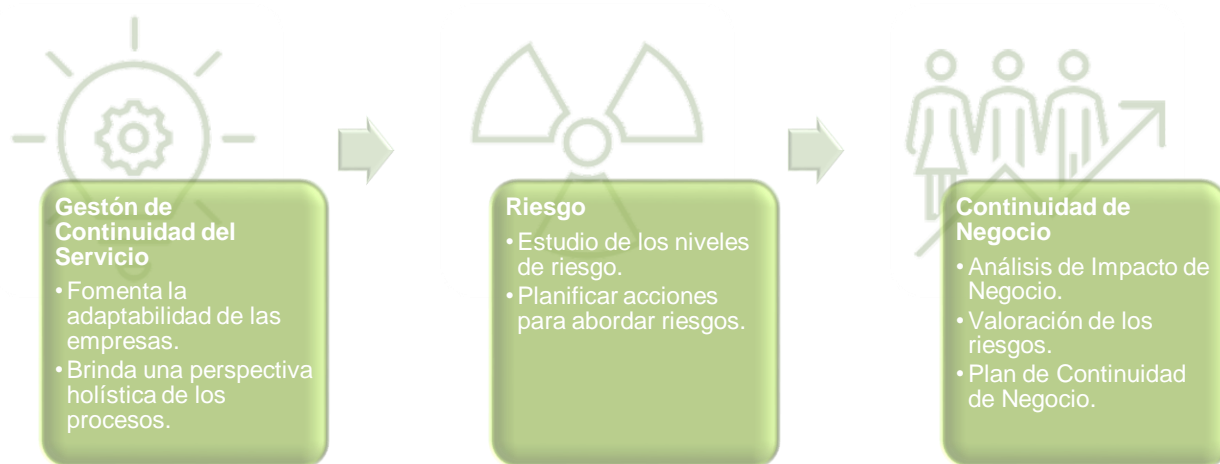 Gestón de
Continuidad del
Servicio
• Fomenta la
adaptabilidad de las
empresas.
• Brinda una perspectiva
holística de los
procesos.
Riesgo
• Estudio de los niveles
de riesgo.
• Planificar acciones
para abordar riesgos.
Continuidad de
Negocio
• Análisis de Impacto de
Negocio.
• Valoración de los
riesgos.
• Plan de Continuidad
de Negocio.